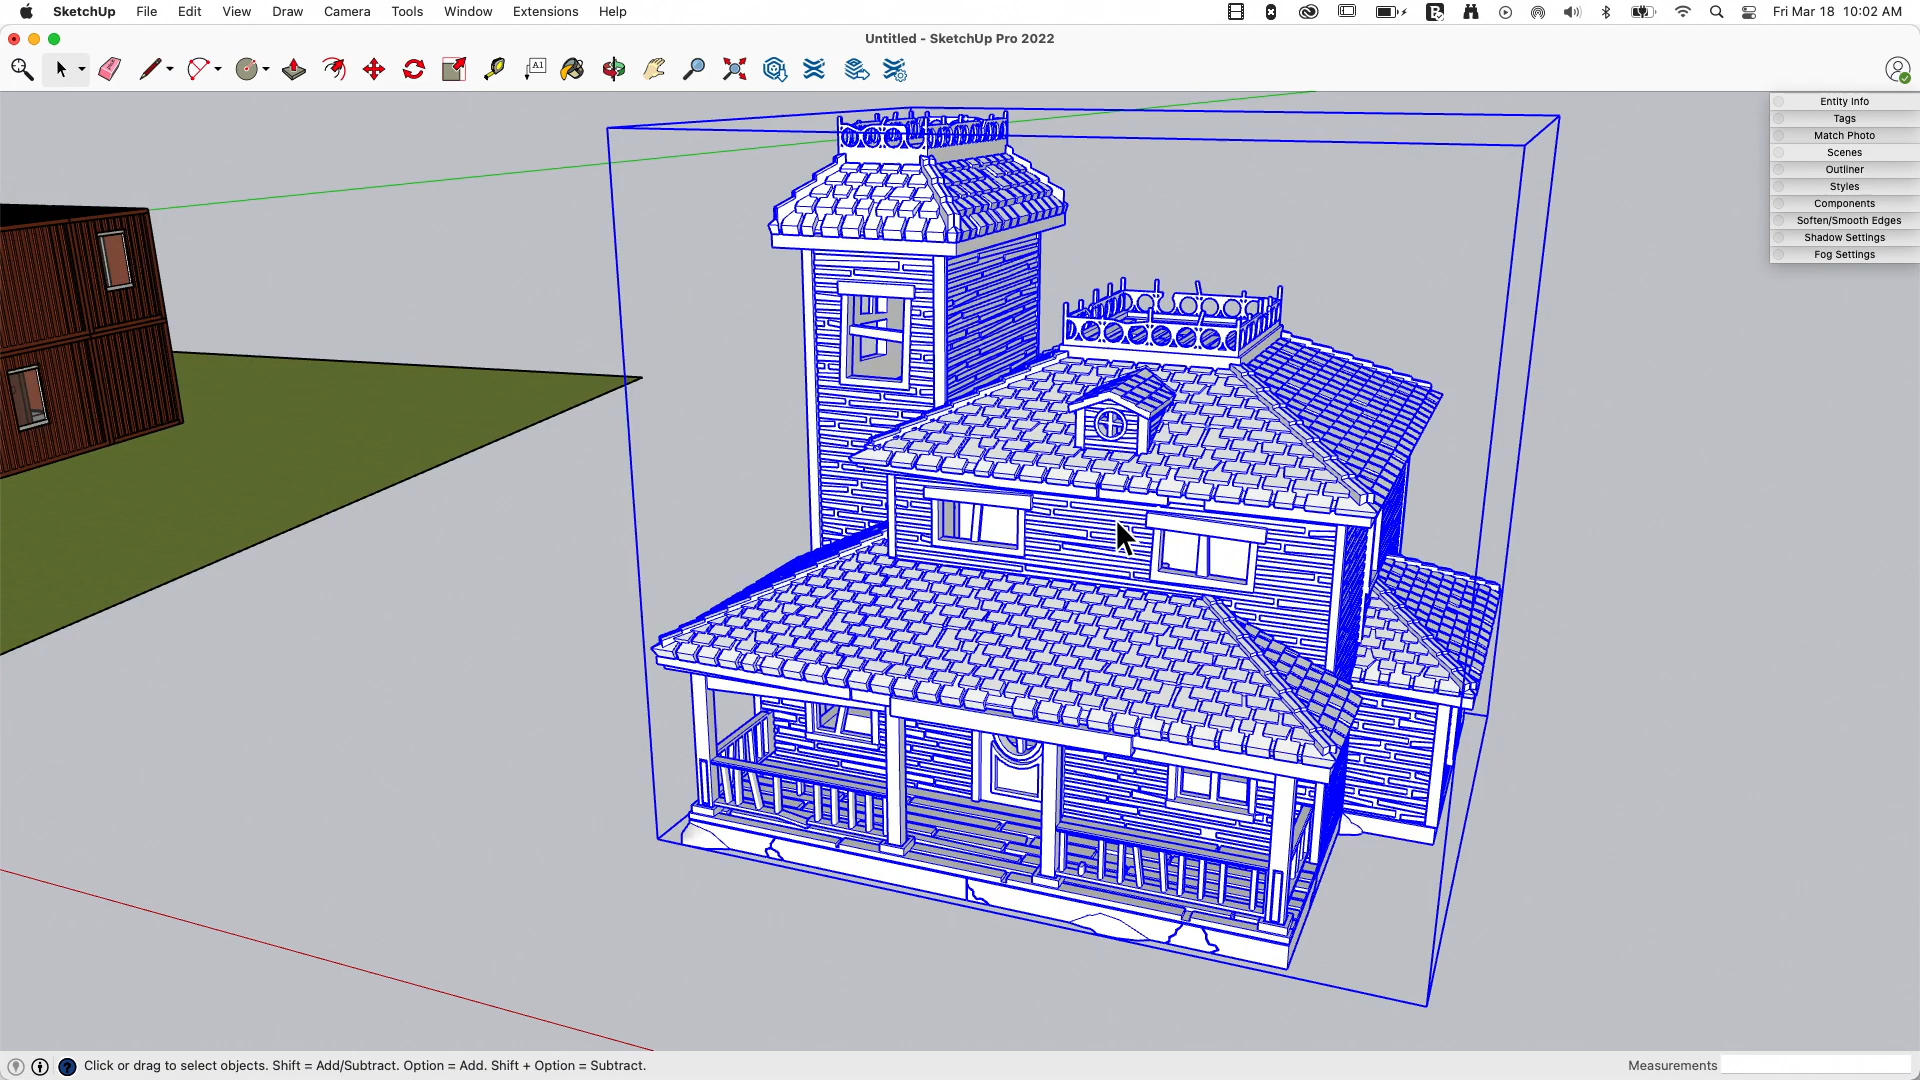 SketchUp File Edit View Draw Camera Tools Window Extensions Help Fri Mar 18 10:02 AM
Untitled - SketchUp Pro 2022
A1
Entity Info
Tags
Match Photo
Scenes
Outliner
Styles
Components
Soften/Smooth Edges
Shadow Settings
Fog Settings
Click or drag to select objects. Shift = Add/Subtract. Option = Add. Shift + Option = Subtract. Measurements